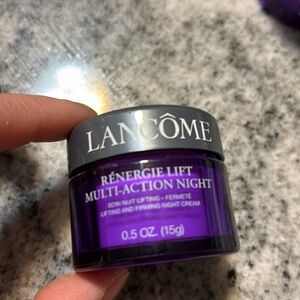 LANCÔME
RÉNERGIE LIFT
MULTI-ACTION NIGHT
SOIN NUIT LIFTING - FERMETÉ
LIFTING AND FIRMING NIGHT CREAM
0.5 OZ. (15g)